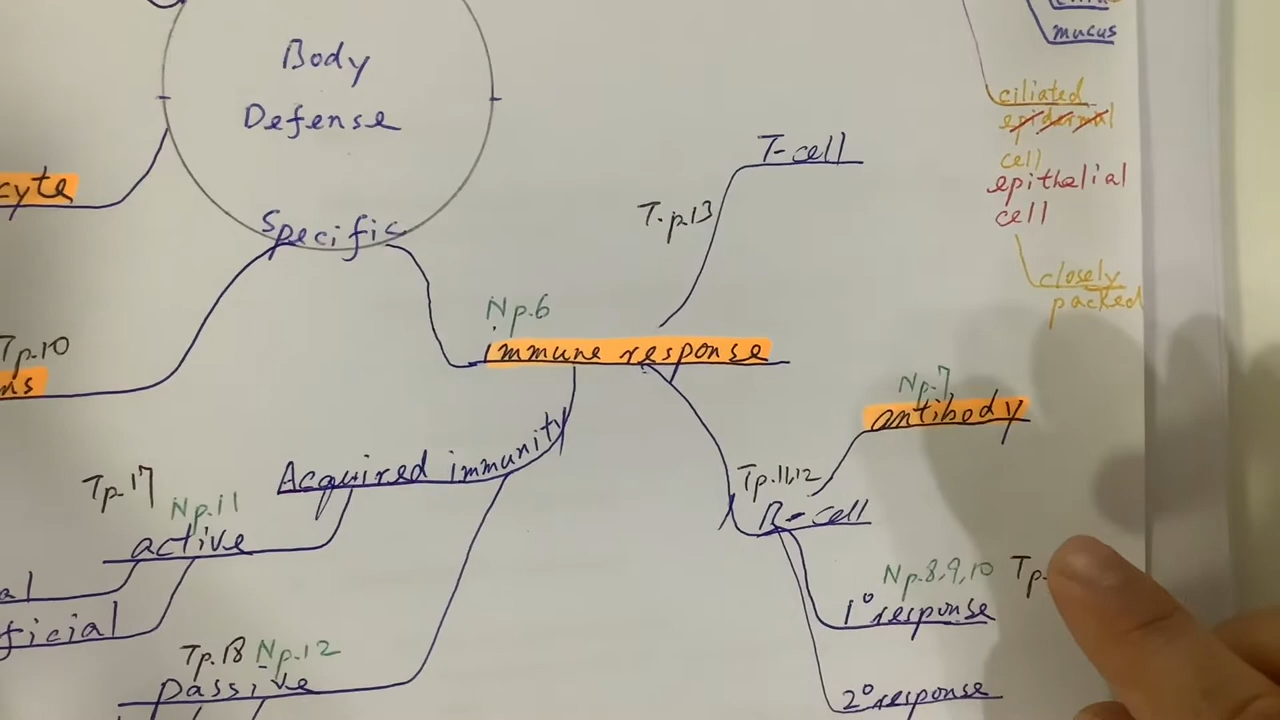 mucus
ciliated
epidermal
cell
epithelial
cell
closely
packed
Body
Defense
Specific
T-cell
T.p.13
Np.6
immune response
Tp.10
Np.7
antibody
Tp.11,12
B-cell
Np.8,9,10 Tp.
1° response
2° response
Acquired immunity
Tp.17
Np.11
active
Tp.18 Np.12
passive